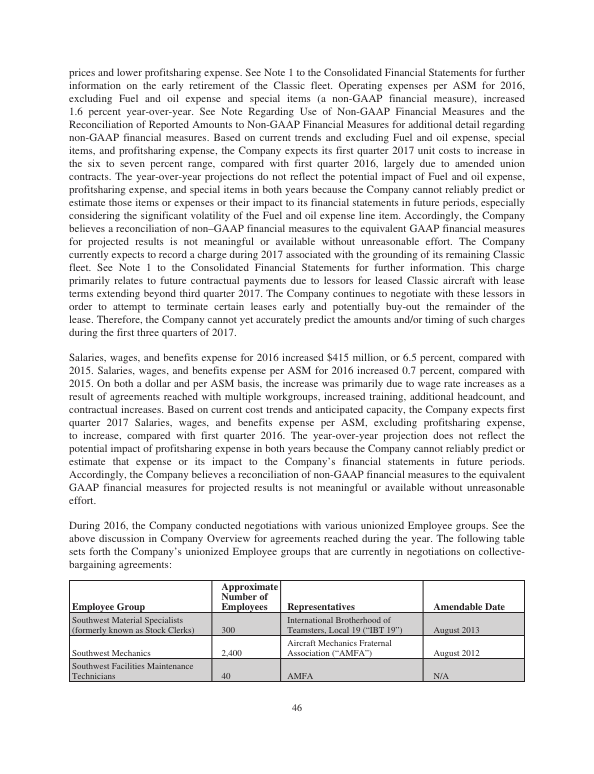 prices and lower profitsharing expense. See Note 1 to the Consolidated Financial Statements for further
information on the early retirement of the Classic fleet. Operating expenses per ASM for 2016,
excluding Fuel and oil expense and special items (a non-GAAP financial measure), increased
1.6 percent year-over-year. See Note Regarding Use of Non-GAAP Financial Measures and the
Reconciliation of Reported Amounts to Non-GAAP Financial Measures for additional detail regarding
non-GAAP financial measures. Based on current trends and excluding Fuel and oil expense, special
items, and profitsharing expense, the Company expects its first quarter 2017 unit costs to increase in
the six to seven percent range, compared with first quarter 2016, largely due to amended union
contracts. The year-over-year projections do not reflect the potential impact of Fuel and oil expense,
profitsharing expense, and special items in both years because the Company cannot reliably predict or
estimate those items or expenses or their impact to its financial statements in future periods, especially
considering the significant volatility of the Fuel and oil expense line item. Accordingly, the Company
believes a reconciliation of non–GAAP financial measures to the equivalent GAAP financial measures
for projected results is not meaningful or available without unreasonable effort. The Company
currently expects to record a charge during 2017 associated with the grounding of its remaining Classic
fleet. See Note 1 to the Consolidated Financial Statements for further information. This charge
primarily relates to future contractual payments due to lessors for leased Classic aircraft with lease
terms extending beyond third quarter 2017. The Company continues to negotiate with these lessors in
order to attempt to terminate certain leases early and potentially buy-out the remainder of the
lease. Therefore, the Company cannot yet accurately predict the amounts and/or timing of such charges
during the first three quarters of 2017.
Salaries, wages, and benefits expense for 2016 increased $415 million, or 6.5 percent, compared with
2015. Salaries, wages, and benefits expense per ASM for 2016 increased 0.7 percent, compared with
2015. On both a dollar and per ASM basis, the increase was primarily due to wage rate increases as a
result of agreements reached with multiple workgroups, increased training, additional headcount, and
contractual increases. Based on current cost trends and anticipated capacity, the Company expects first
quarter 2017 Salaries, wages, and benefits expense per ASM, excluding profitsharing expense,
to increase, compared with first quarter 2016. The year-over-year projection does not reflect the
potential impact of profitsharing expense in both years because the Company cannot reliably predict or
estimate that expense or its impact to the Company's financial statements in future periods.
Accordingly, the Company believes a reconciliation of non-GAAP financial measures to the equivalent
GAAP financial measures for projected results is not meaningful or available without unreasonable
effort.
During 2016, the Company conducted negotiations with various unionized Employee groups. See the
above discussion in Company Overview for agreements reached during the year. The following table
sets forth the Company's unionized Employee groups that are currently in negotiations on collective-
bargaining agreements:
Approximate
Number of
Employee Group Employees Representatives Amendable Date
Southwest Material Specialists International Brotherhood of
(formerly known as Stock Clerks) 300 Teamsters, Local 19 ("IBT 19") August 2013
Aircraft Mechanics Fraternal
Southwest Mechanics 2,400 Association ("AMFA") August 2012
Southwest Facilities Maintenance
Technicians 40 AMFA N/A
46